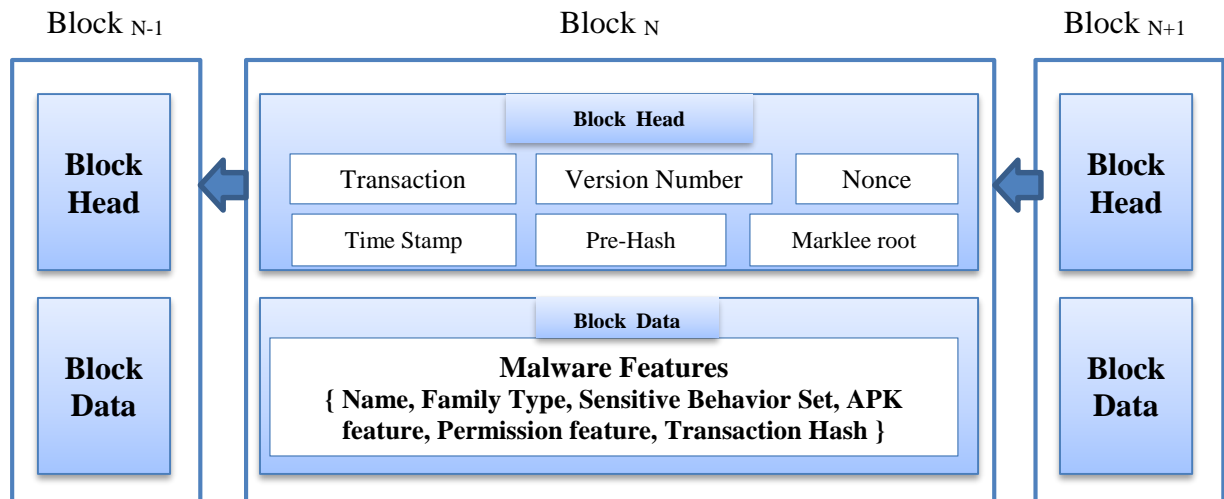 Block N-1
Block N
Block N+1
Block
Head
Block Head
Transaction
Version Number
Nonce
Time Stamp
Pre-Hash
Marklee root
Block
Head
Block
Data
Block Data
Malware Features
{ Name, Family Type, Sensitive Behavior Set, APK
feature, Permission feature, Transaction Hash }
Block
Data